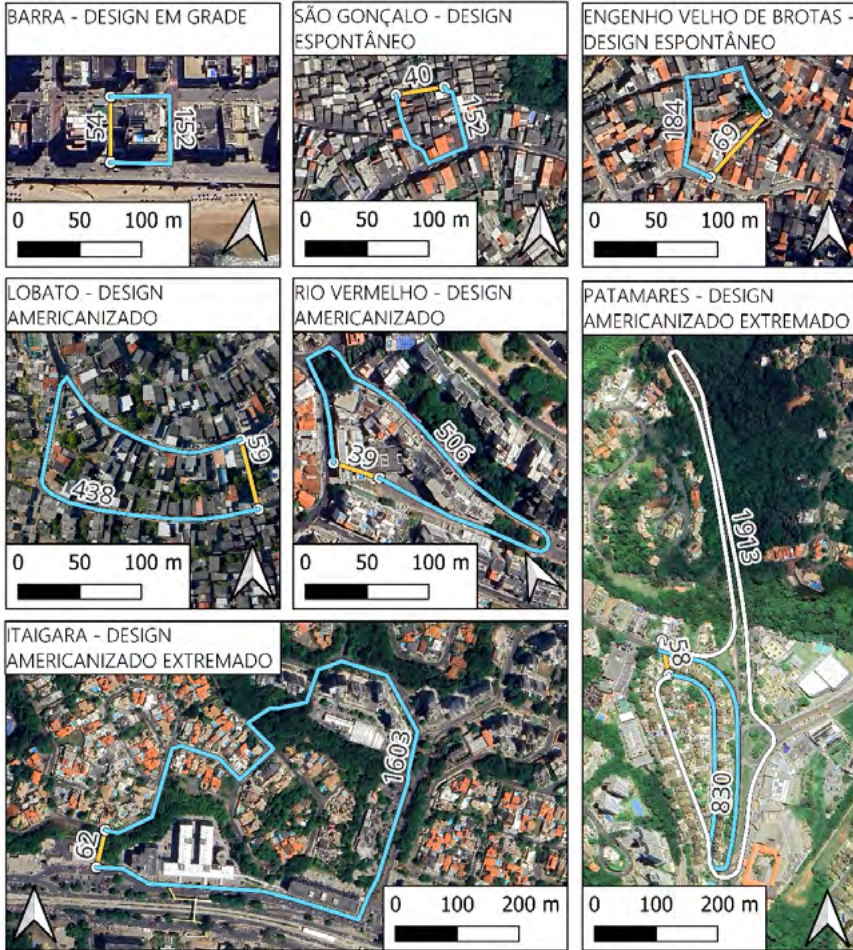 BARRA - DESIGN EM GRADE
54
152
0 50 100 m
SÃO GONÇALO - DESIGN
ESPONTÂNEO
40
152
0 50 100 m
ENGENHO VELHO DE BROTAS -
DESIGN ESPONTÂNEO
184
69
0 50 100 m
LOBATO - DESIGN
AMERICANIZADO
59
438
0 50 100 m
RIO VERMELHO - DESIGN
AMERICANIZADO
39
506
0 50 100 m
PATAMARES - DESIGN
AMERICANIZADO EXTREMADO
1913
58
830
0 100 200 m
ITAIGARA - DESIGN
AMERICANIZADO EXTREMADO
1603
62
0 100 200 m